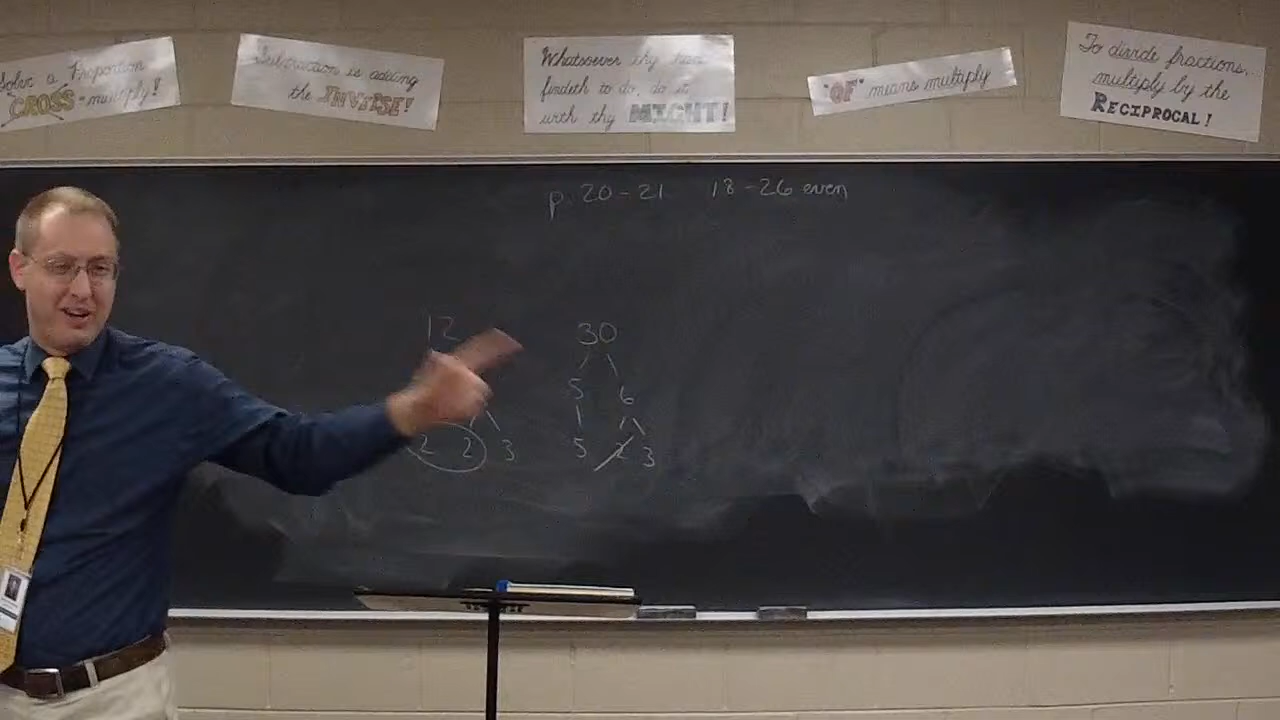 Solve a Proportion
CROSS-multiply!
Subtraction is adding
the INVERSE!
Whatsoever thy
findeth to do, do it
with thy MIGHT!
"OF" means multiply
To divide fractions,
multiply by the
RECIPROCAL!
p. 20-21 18-26 even
12 30
5 6
2 2 3 5 2 3